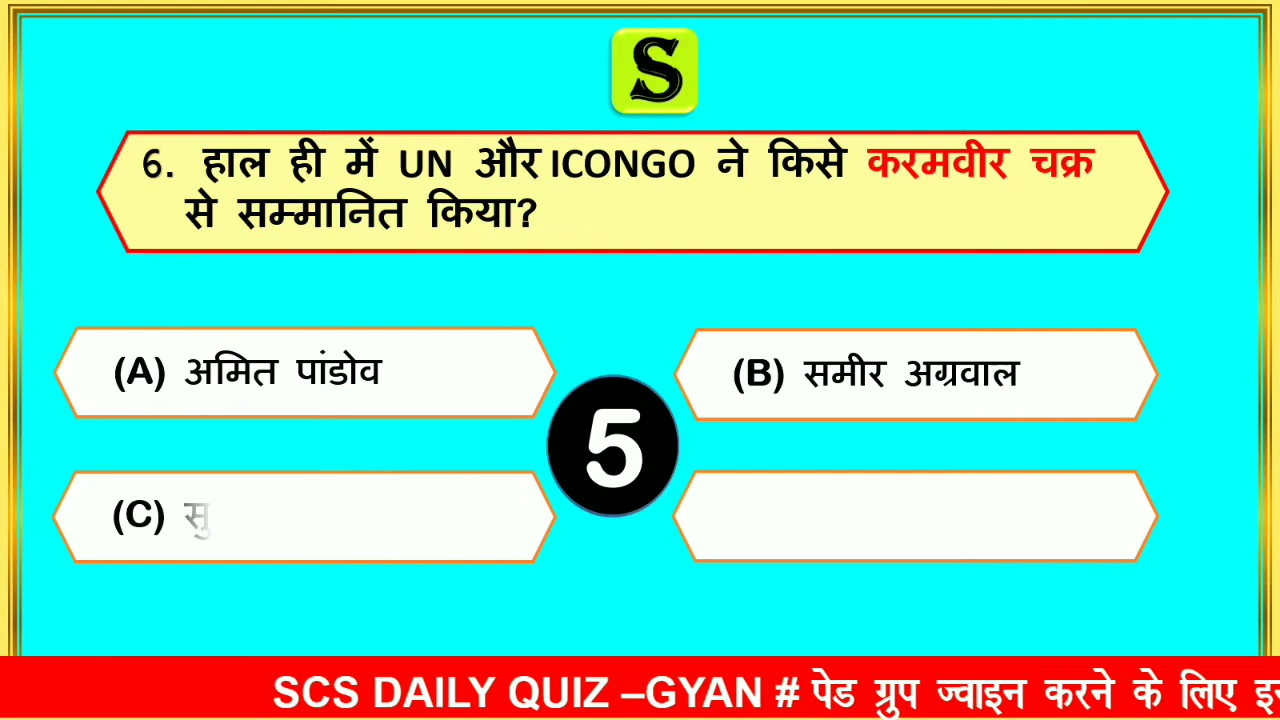 S
6. हाल ही में UN और ICONGO ने किसे करमवीर चक्र
से सम्मानित किया?
(A) अमित पांडोव
(B) समीर अग्रवाल
5
(C) सु
SCS DAILY QUIZ –GYAN # पेड ग्रुप ज्वाइन करने के लिए